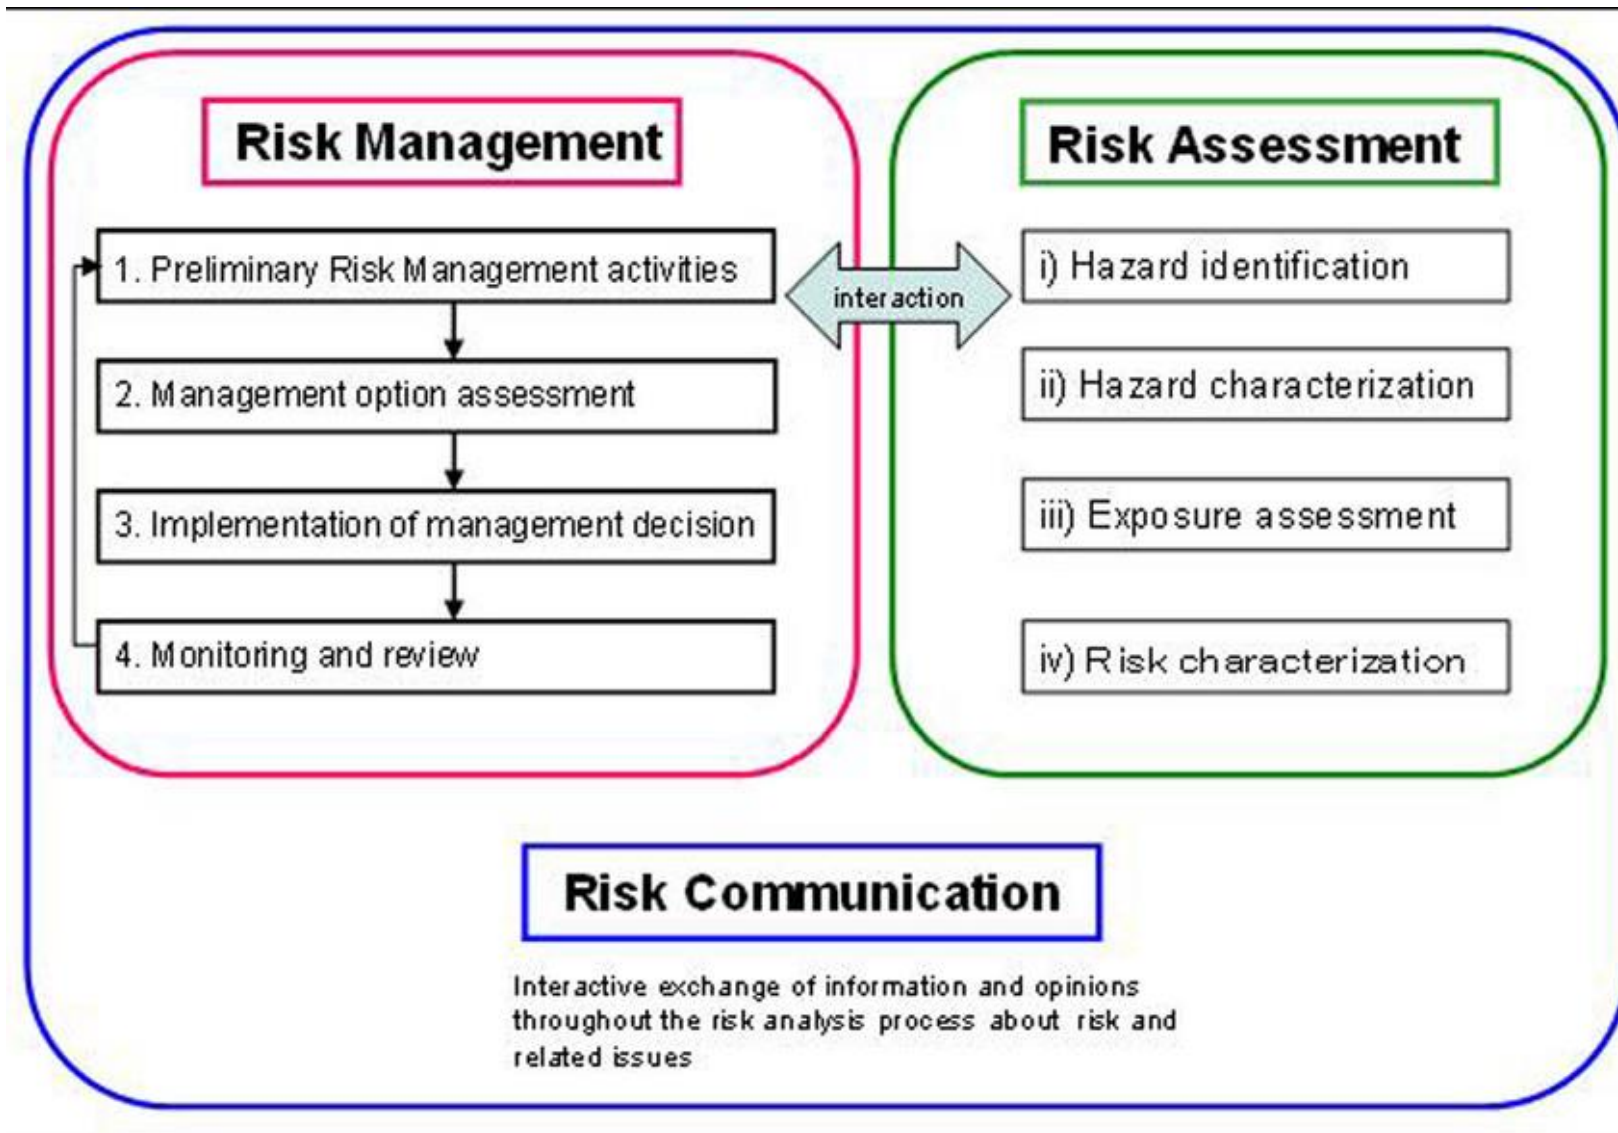 Risk Management
1. Preliminary Risk Management activities
2. Management option assessment
3. Implementation of management decision
4. Monitoring and review
interaction
Risk Assessment
i) Hazard identification
ii) Hazard characterization
iii) Exposure assessment
iv) Risk characterization
Risk Communication
Interactive exchange of information and opinions
throughout the risk analysis process about risk and
related issues